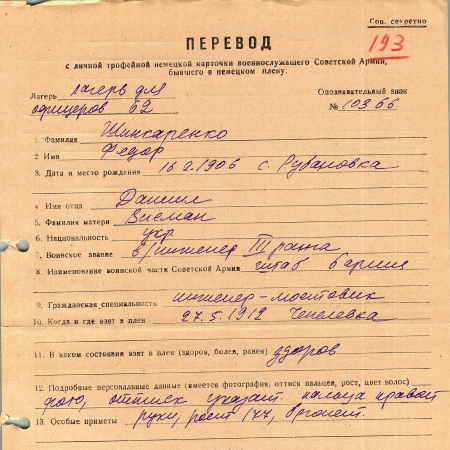 Сов. секретно
193
ПЕРЕВОД
с личной трофейной немецкой карточки военнослужащего Советской Армии,
бывшего в немецком плену.
Лагерь лагерь для
офицеров 62
Опознавательный знак
№ 10366
1. Фамилия Шинкаренко
2 Имя Федор
3. Дата и место рождения 16.2.1906 с. Рубановка
4. Имя отца Даниил
5. Фамилия матери Висман
6. Национальность укр.
7. Воинское звание в/инженер III ранга
8. Наименование воинской части Советской Армии штаб 6 армии
9. Гражданская специальность инженер-мостовик
10. Когда и где взят в плен 27.5.1942 Чепелевка
11. В каком состоянии взят в плен (здоров, болен, ранен) здоров
12. Подробные персональные данные (имеется фотография, оттиск пальцев, рост, цвет волос)
фото, оттиск указат. пальца правой
13. Особые приметы руки, рост 177,